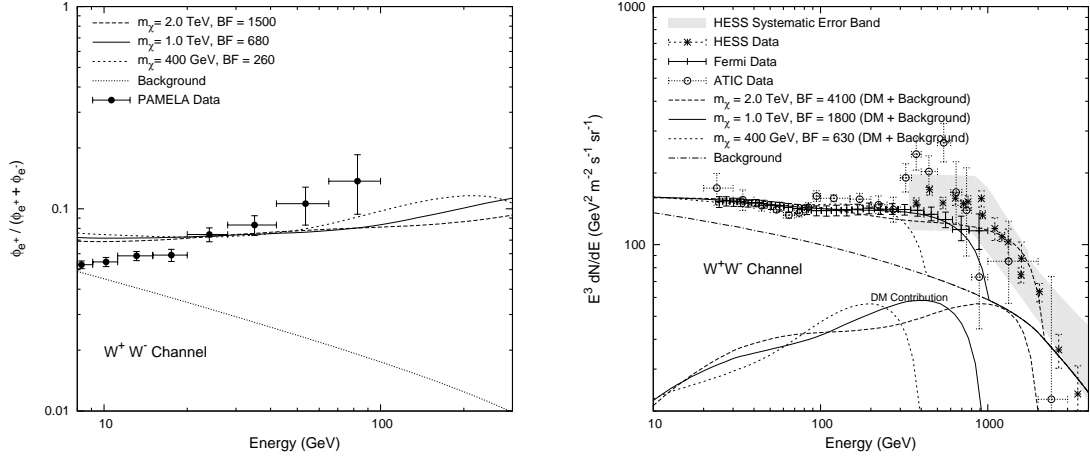 m_χ= 2.0 TeV, BF = 1500
m_χ= 1.0 TeV, BF = 680
m_χ= 400 GeV, BF = 260
Background
PAMELA Data
1
0.1
0.01
ϕ_e+ / (ϕ_e+ + ϕ_e-)
W+ W- Channel
10
100
Energy (GeV)
HESS Systematic Error Band
HESS Data
Fermi Data
ATIC Data
m_χ = 2.0 TeV, BF = 4100 (DM + Background)
m_χ = 1.0 TeV, BF = 1800 (DM + Background)
m_χ = 400 GeV, BF = 630 (DM + Background)
Background
1000
100
E³ dN/dE (GeV² m⁻² s⁻¹ sr⁻¹)
W+W- Channel
DM Contribution
10
100
1000
Energy (GeV)